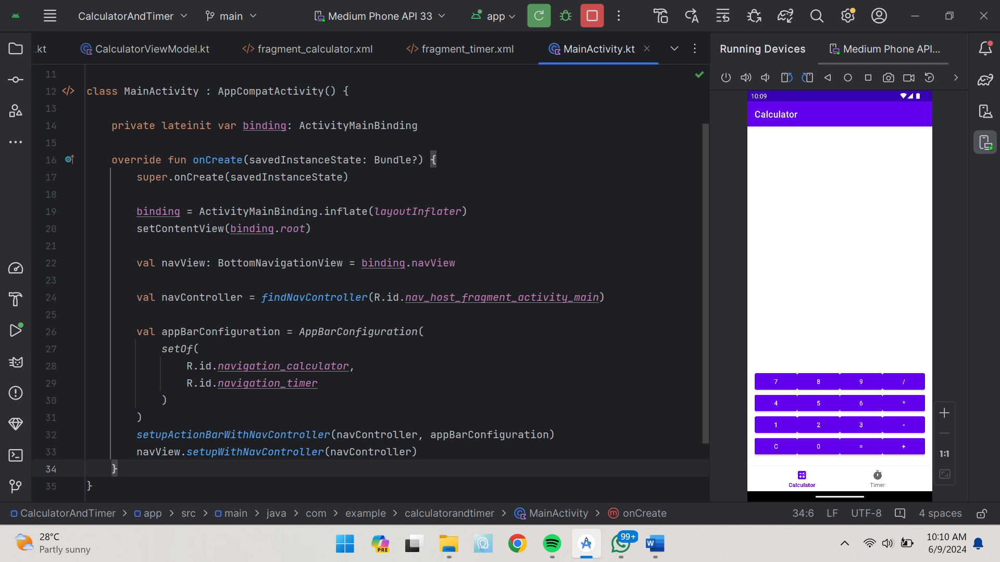 CalculatorAndTimer main Medium Phone API 33 app
.kt CalculatorViewModel.kt fragment_calculator.xml fragment_timer.xml MainActivity.kt
Running Devices Medium Phone API...
11
12 class MainActivity : AppCompatActivity() {
13
14 private lateinit var binding: ActivityMainBinding
15
16 override fun onCreate(savedInstanceState: Bundle?) {
17 super.onCreate(savedInstanceState)
18
19 binding = ActivityMainBinding.inflate(layoutInflater)
20 setContentView(binding.root)
21
22 val navView: BottomNavigationView = binding.navView
23
24 val navController = findNavController(R.id.nav_host_fragment_activity_main)
25
26 val appBarConfiguration = AppBarConfiguration(
27 setOf(
28 R.id.navigation_calculator,
29 R.id.navigation_timer
30 )
31 )
32 setupActionBarWithNavController(navController, appBarConfiguration)
33 navView.setupWithNavController(navController)
34 }
35 }
10:09
Calculator
7 8 9 /
4 5 6 *
1 2 3 -
C 0 = +
Calculator Timer
1:1
CalculatorAndTimer > app > src > main > java > com > example > calculatorandtimer > MainActivity > onCreate
34:6 LF UTF-8 4 spaces
28°C
Partly sunny
PRE
99+
W
10:10 AM
6/9/2024